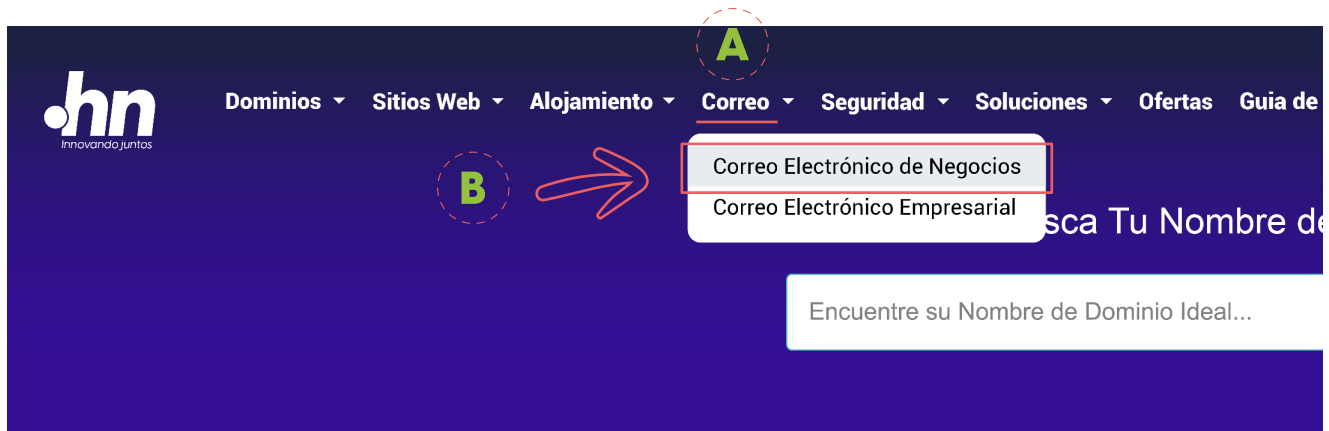 A
.hn
Innovando juntos
Dominios Sitios Web Alojamiento Correo Seguridad Soluciones Ofertas Guia de
B
Correo Electrónico de Negocios
Correo Electrónico Empresarial
sca Tu Nombre de
Encuentre su Nombre de Dominio Ideal...